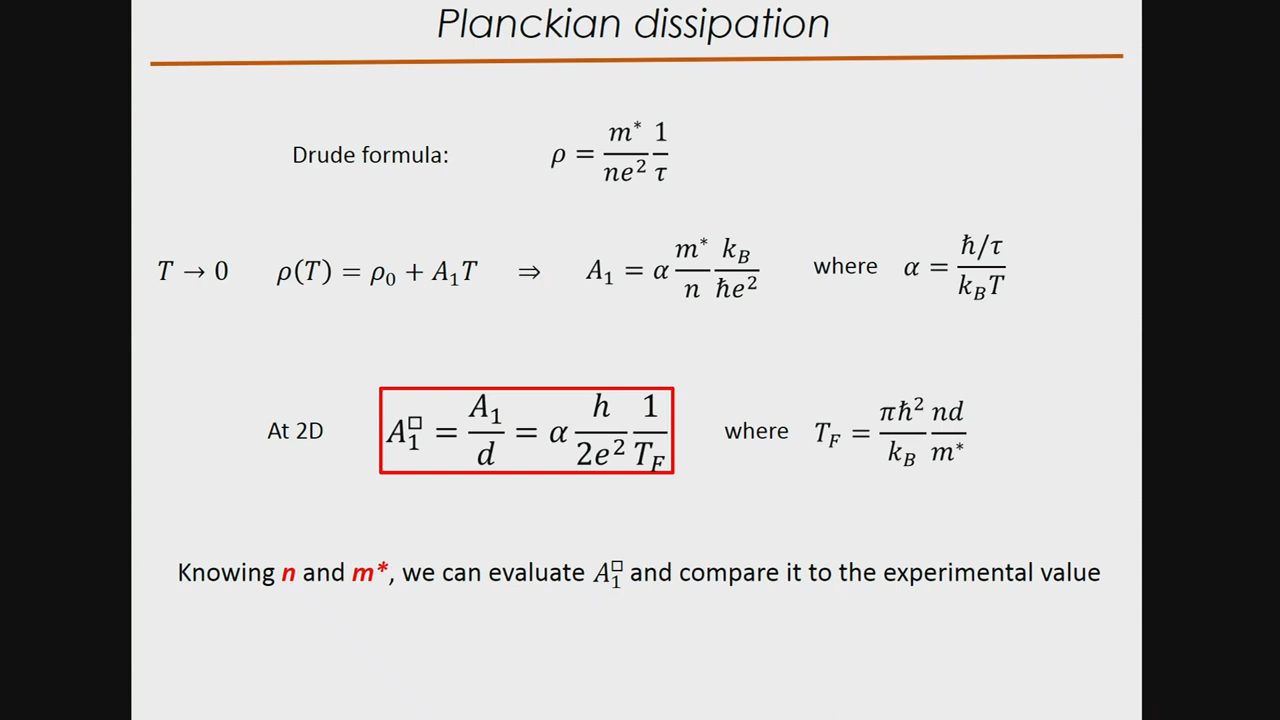 Planckian dissipation
Drude formula: ρ = m*/ne² 1/τ
T → 0 ρ(T) = ρ₀ + A₁T ⇒ A₁ = α m*/n k_B/ħe² where α = ħ/τ / k_BT
At 2D A₁^□ = A₁/d = α h/2e² 1/T_F where T_F = πħ²/k_B nd/m*
Knowing n and m*, we can evaluate A₁^□ and compare it to the experimental value